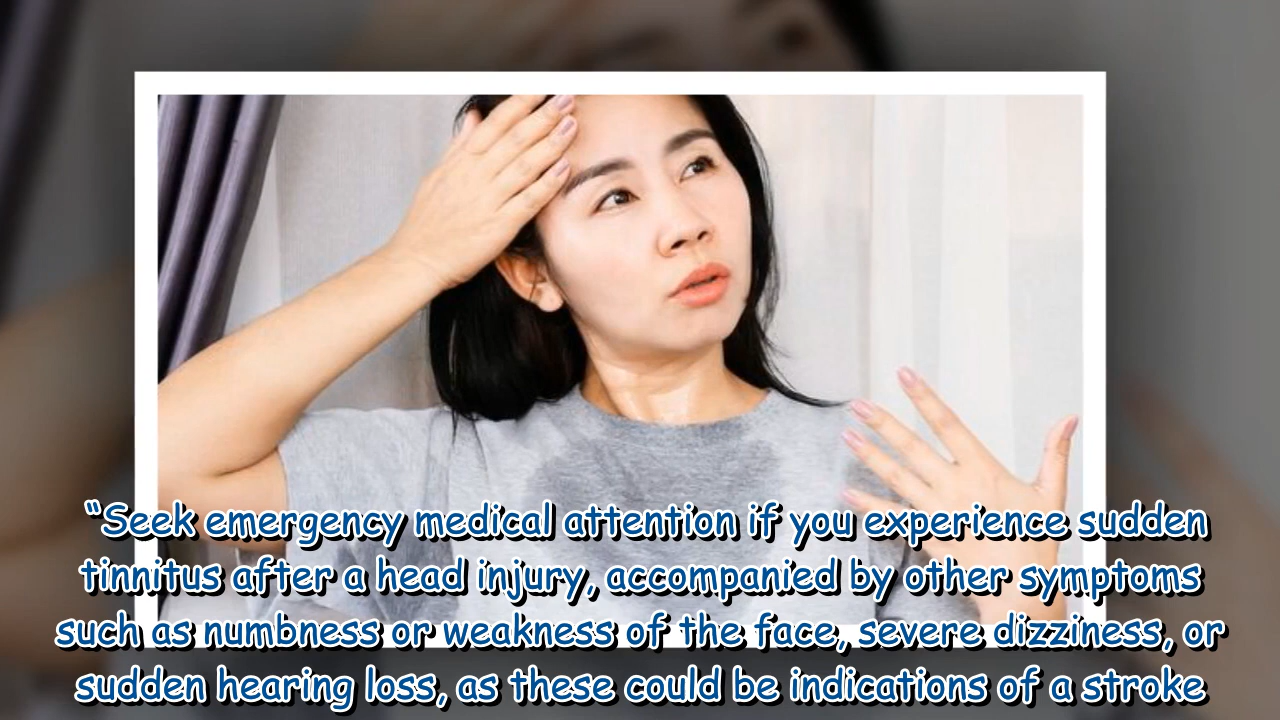 “Seek emergency medical attention if you experience sudden
tinnitus after a head injury, accompanied by other symptoms
such as numbness or weakness of the face, severe dizziness, or
sudden hearing loss, as these could be indications of a stroke